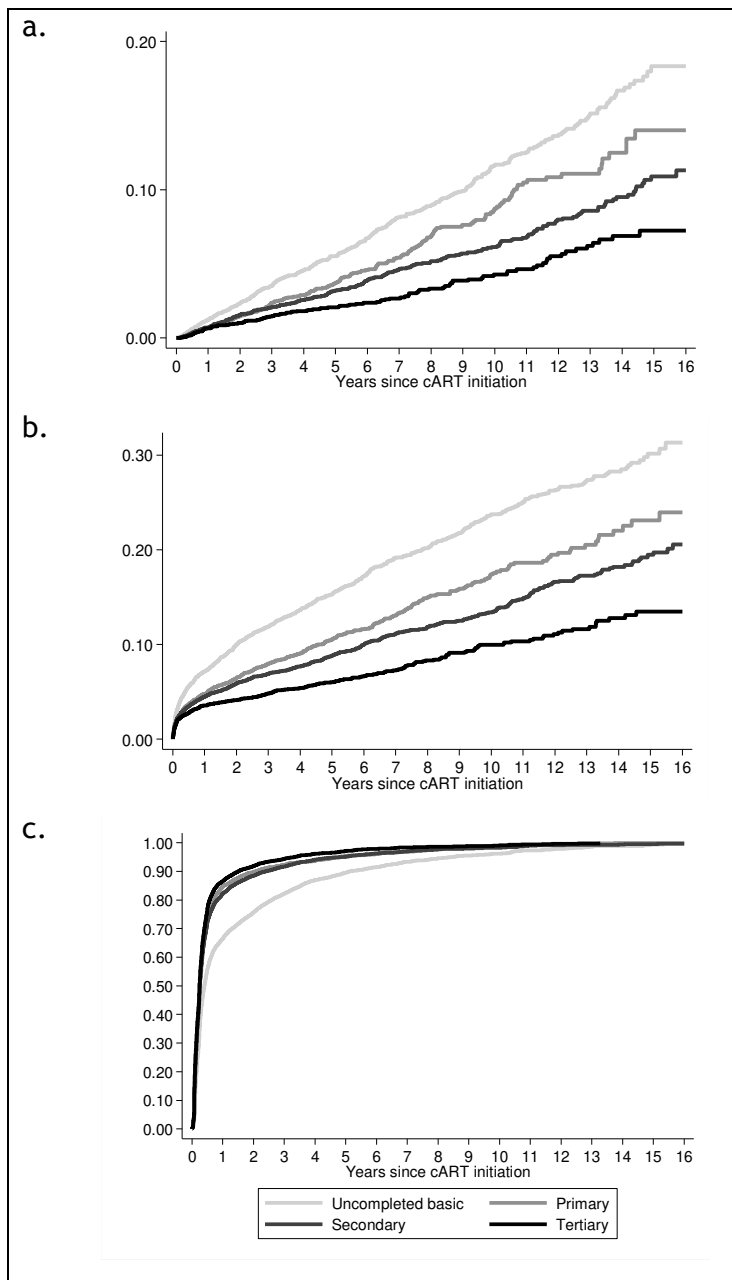 a.
0.20
0.10
0.00
0 1 2 3 4 5 6 7 8 9 10 11 12 13 14 15 16
Years since cART initiation
b.
0.30
0.20
0.10
0.00
0 1 2 3 4 5 6 7 8 9 10 11 12 13 14 15 16
Years since cART initiation
c.
1.00
0.90
0.80
0.70
0.60
0.50
0.40
0.30
0.20
0.10
0.00
0 1 2 3 4 5 6 7 8 9 10 11 12 13 14 15 16
Years since cART initiation
Uncompleted basic Primary
Secondary Tertiary